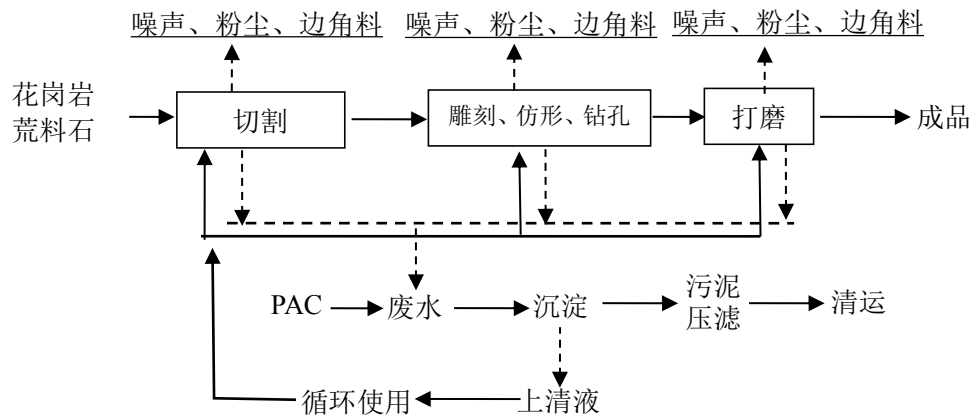 噪声、粉尘、边角料
噪声、粉尘、边角料
噪声、粉尘、边角料
花岗岩
荒料石
切割
雕刻、仿形、钻孔
打磨
成品
PAC
废水
沉淀
污泥
压滤
清运
循环使用
上清液